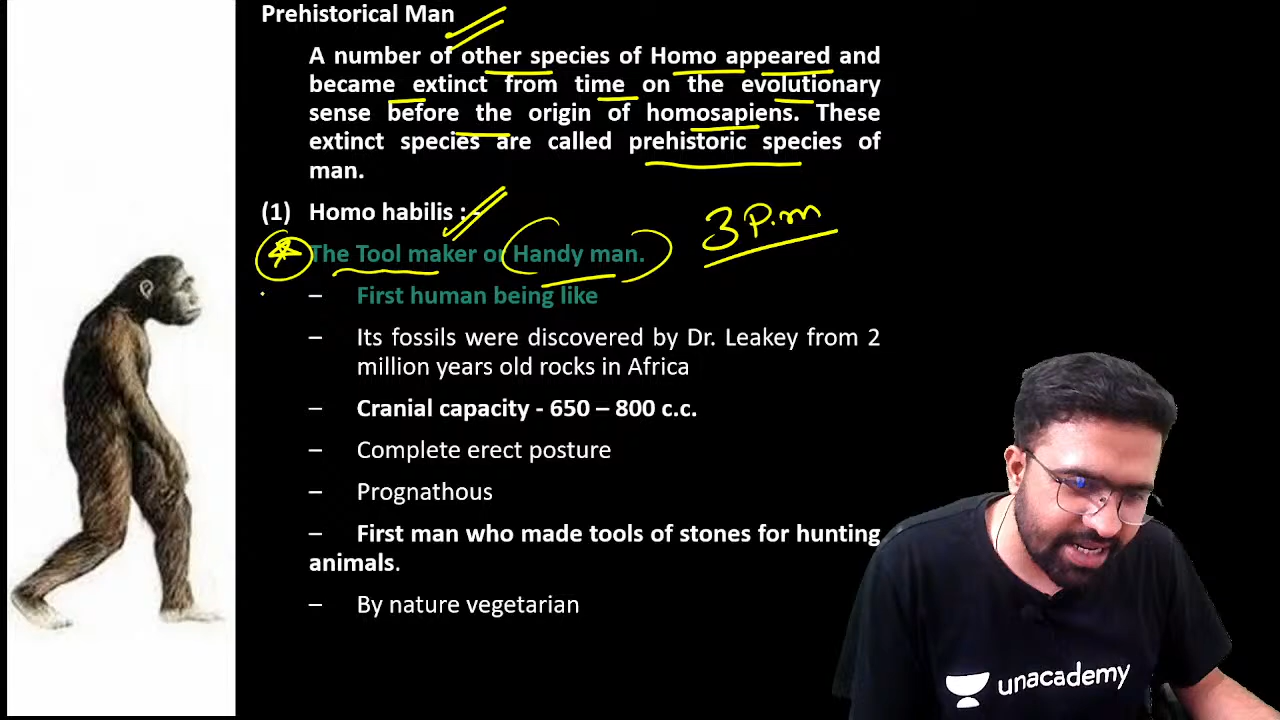 Prehistorical Man
A number of other species of Homo appeared and
became extinct from time on the evolutionary
sense before the origin of homosapiens. These
extinct species are called prehistoric species of
man.
(1) Homo habilis :-
The Tool maker or Handy man.
3 P.m
– First human being like
– Its fossils were discovered by Dr. Leakey from 2
million years old rocks in Africa
– Cranial capacity - 650 – 800 c.c.
– Complete erect posture
– Prognathous
– First man who made tools of stones for hunting
animals.
– By nature vegetarian
unacademy